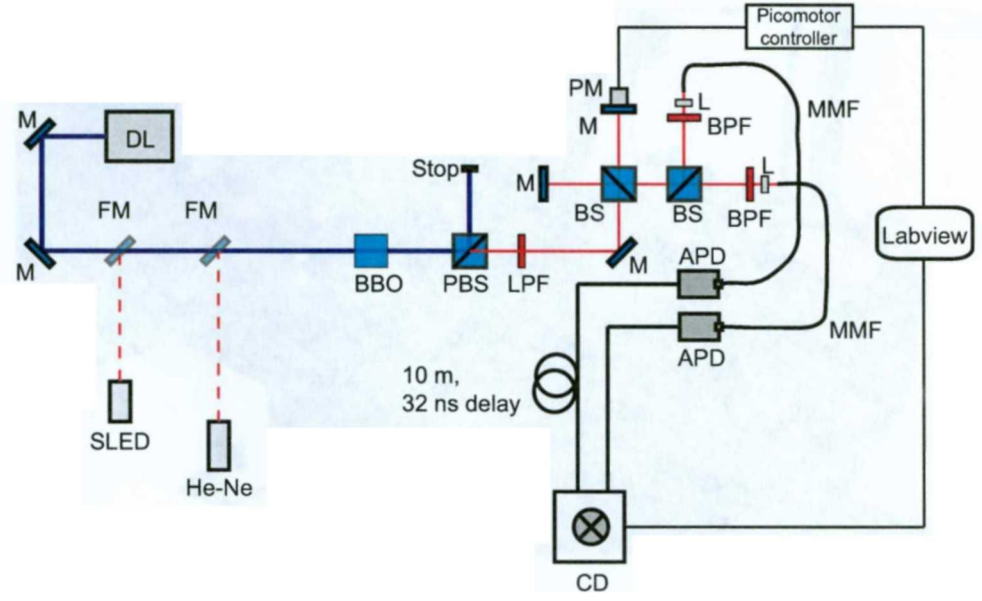 Picomotor
controller
PM
L
MMF
M
DL
M
BPF
Stop
M
L
FM
FM
BS
BS
BPF
Labview
M
BBO
PBS
LPF
M
APD
MMF
APD
10 m,
32 ns delay
SLED
He-Ne
CD